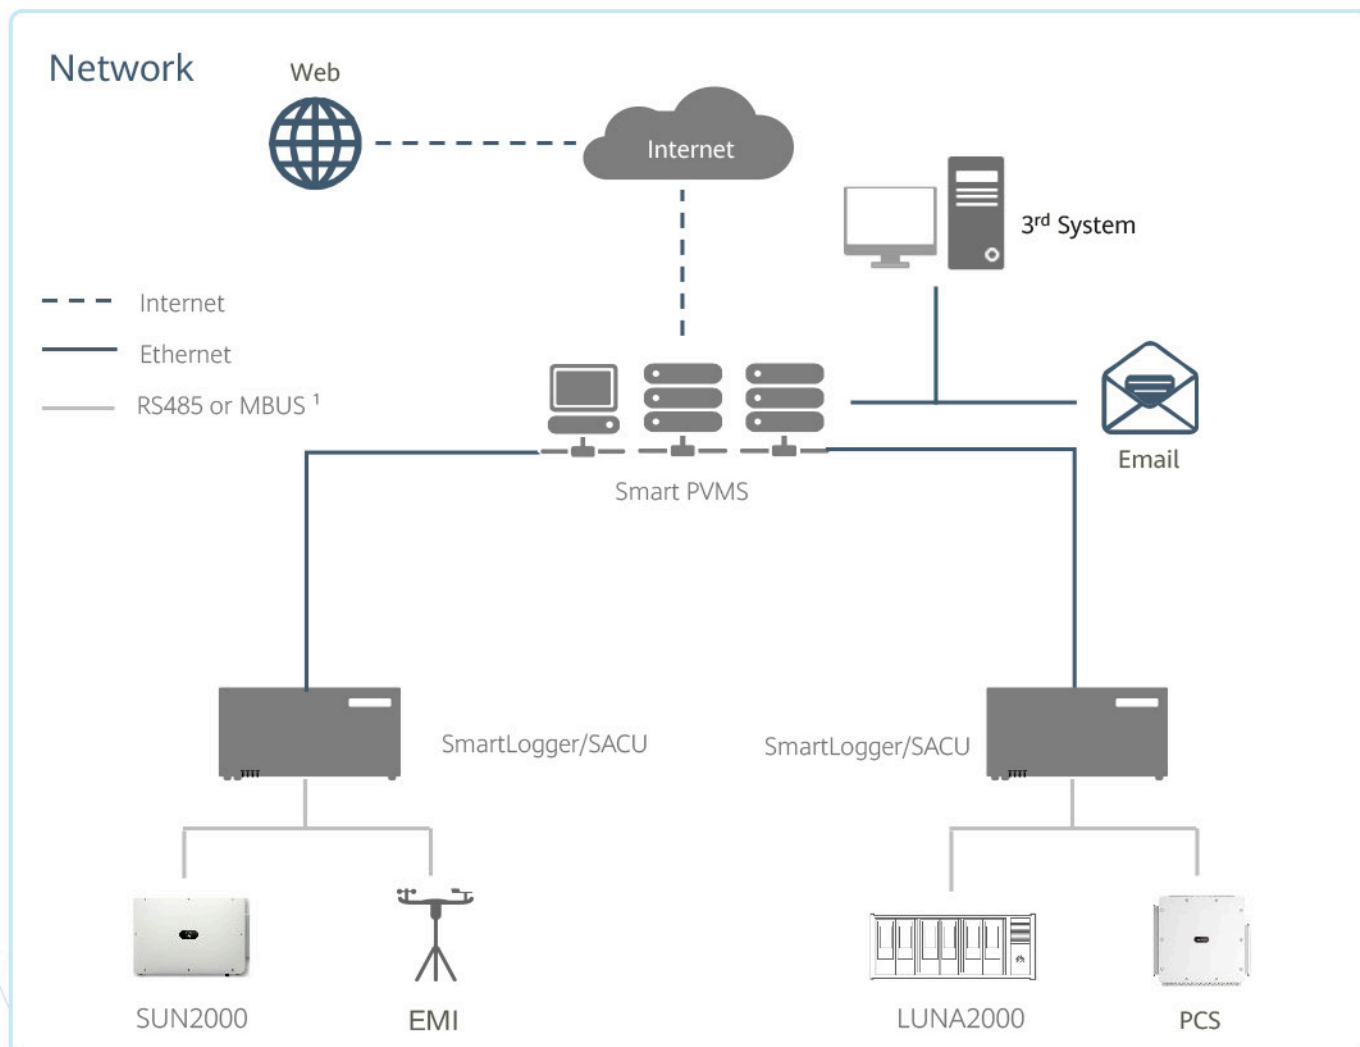 Network
Web
Internet
3rd System
Internet
Ethernet
RS485 or MBUS 1
Email
Smart PVMS
SmartLogger/SACU
SmartLogger/SACU
SUN2000
EMI
LUNA2000
PCS